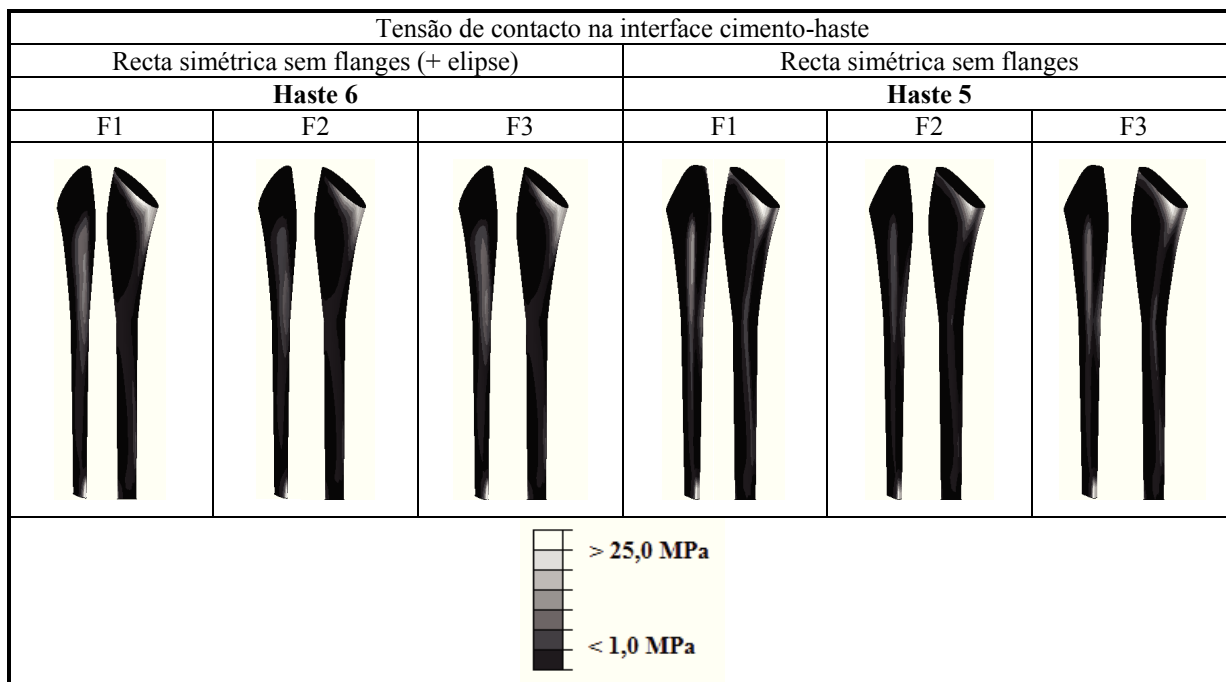 Tensão de contacto na interface cimento-haste
Recta simétrica sem flanges (+ elipse) Recta simétrica sem flanges
Haste 6 Haste 5
F1 F2 F3 F1 F2 F3
> 25,0 MPa
< 1,0 MPa